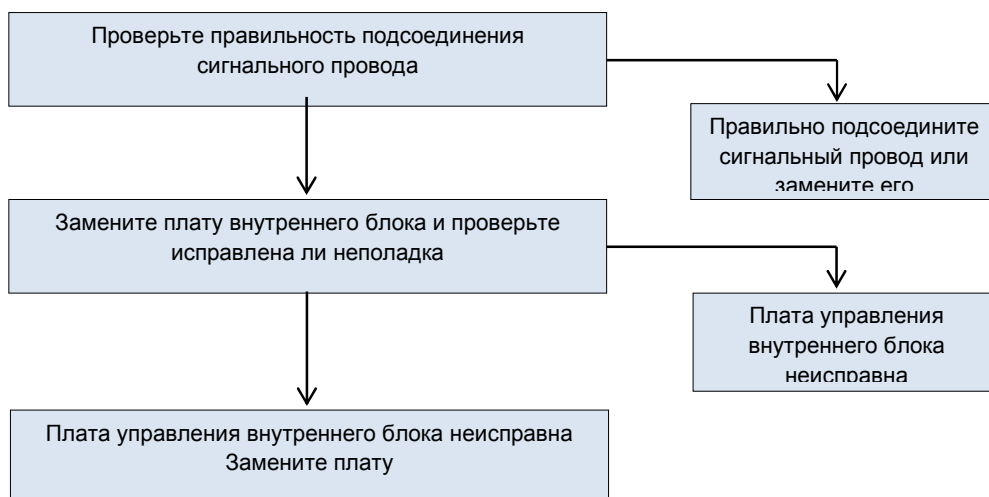 Проверьте правильность подсоединения
сигнального провода
Правильно подсоедините
сигнальный провод или
замените его
Замените плату внутреннего блока и проверьте
исправлена ли неполадка
Плата управления
внутреннего блока
неисправна
Плата управления внутреннего блока неисправна
Замените плату